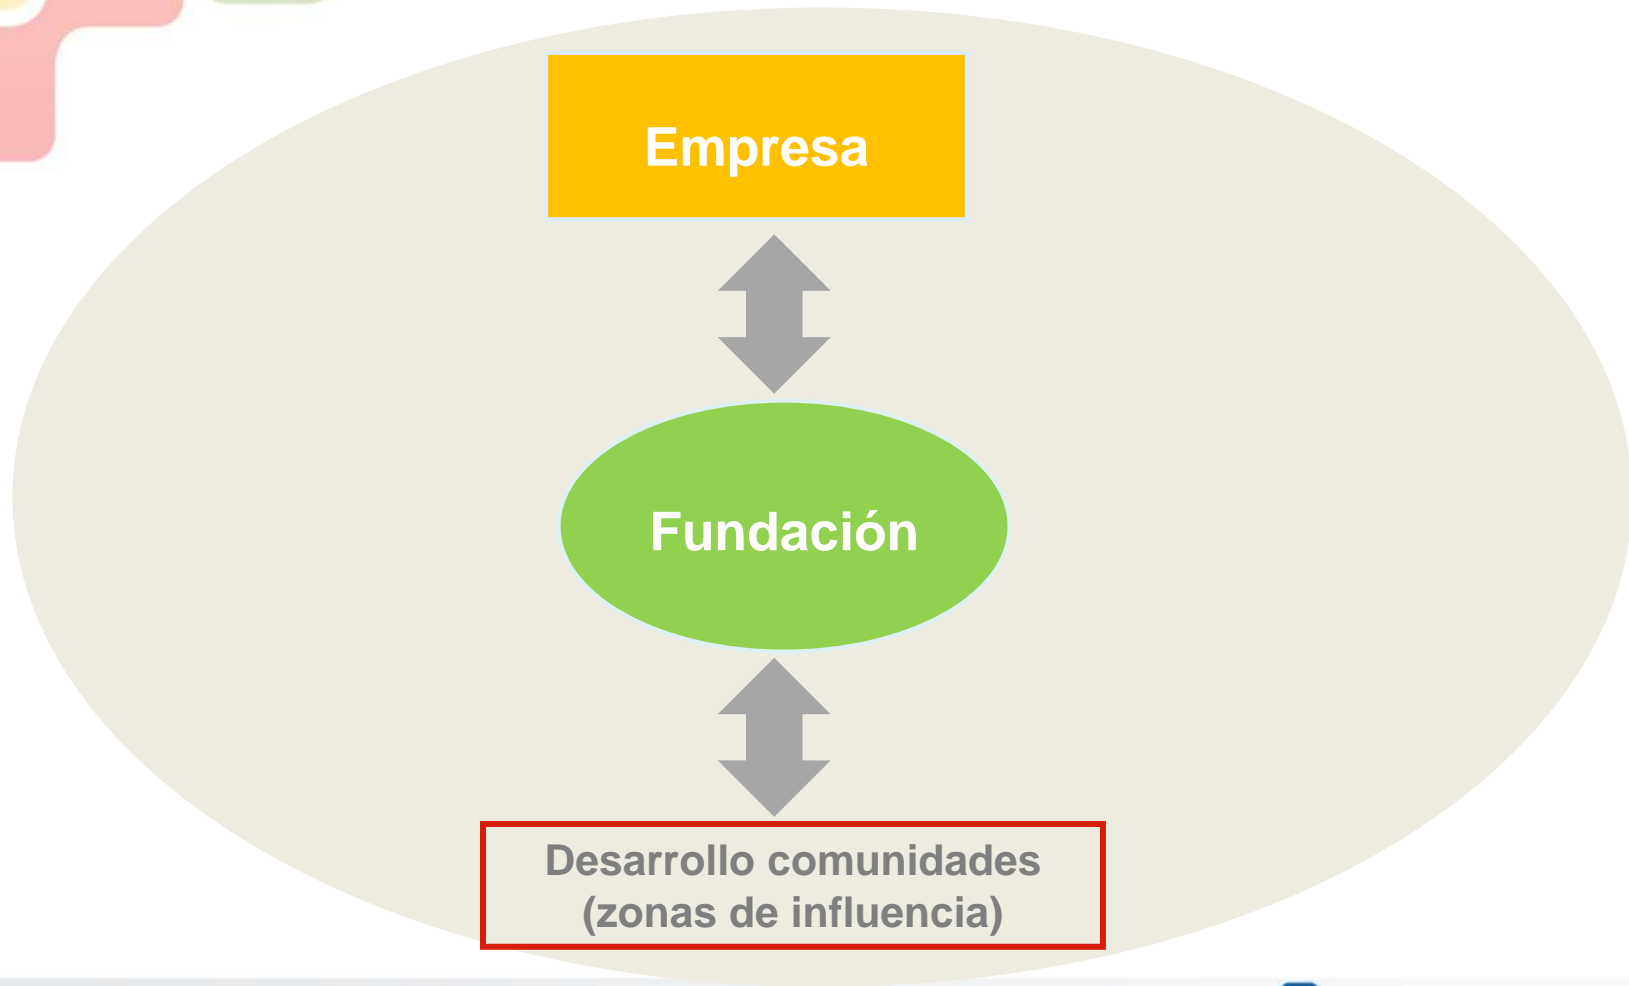 Empresa
Fundación
Desarrollo comunidades
(zonas de influencia)